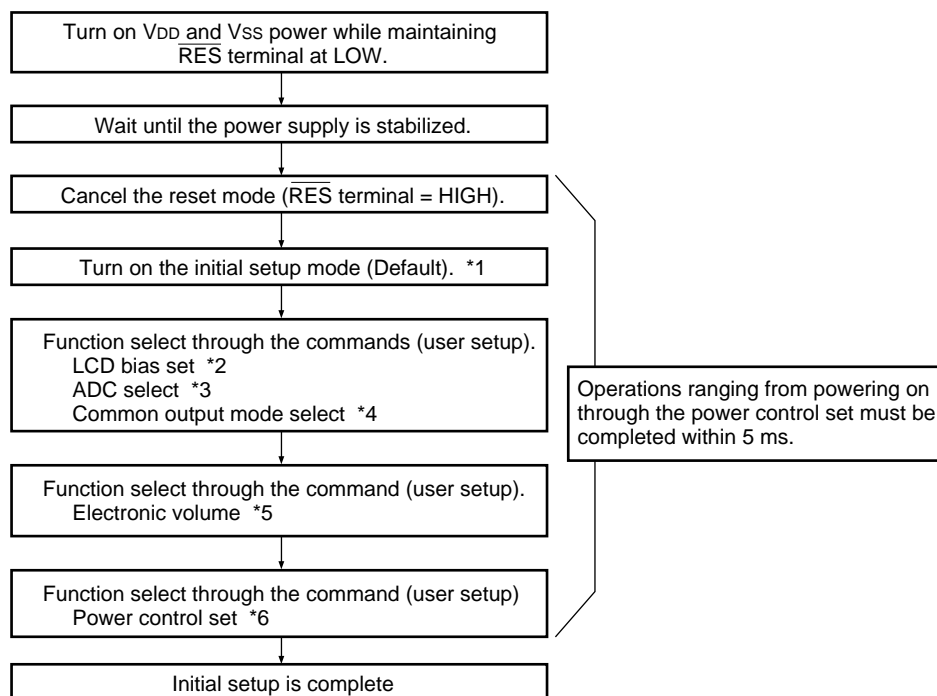 Turn on VDD and VSS power while maintaining
RES terminal at LOW.
Wait until the power supply is stabilized.
Cancel the reset mode (RES terminal = HIGH).
Turn on the initial setup mode (Default). *1
Function select through the commands (user setup).
LCD bias set *2
ADC select *3
Common output mode select *4
Operations ranging from powering on
through the power control set must be
completed within 5 ms.
Function select through the command (user setup).
Electronic volume *5
Function select through the command (user setup)
Power control set *6
Initial setup is complete